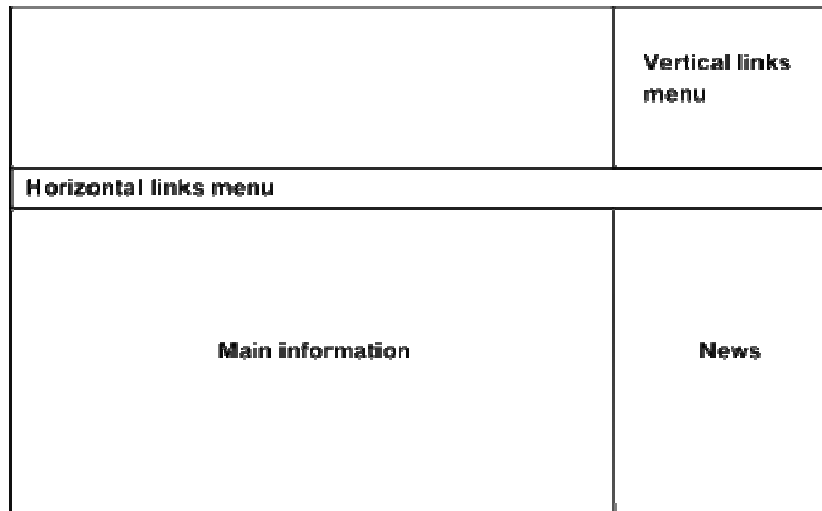 Vertical links
menu
Horizontal links menu
Main information
News